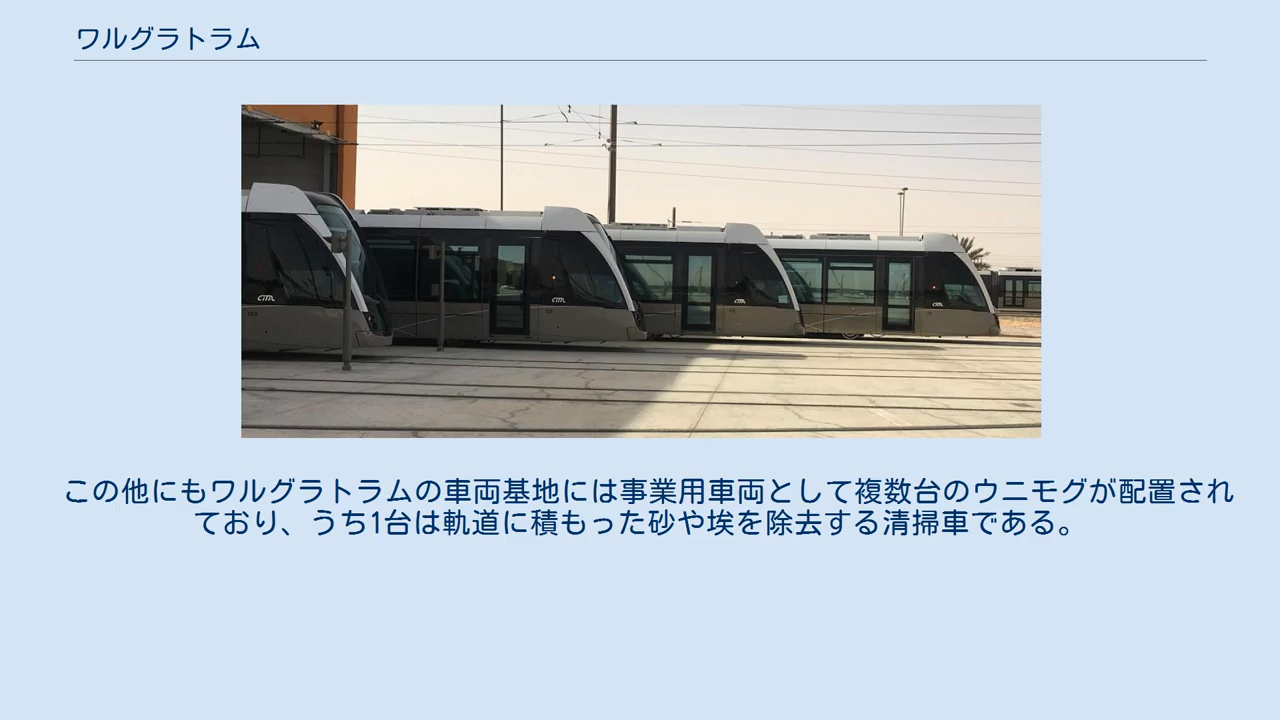 ワルグラトラム
CITAL
CITAL
CITAL
CITAL
この他にもワルグラトラムの車両基地には事業用車両として複数台のウニモグが配置され
ており、うち1台は軌道に積もった砂や埃を除去する清掃車である。